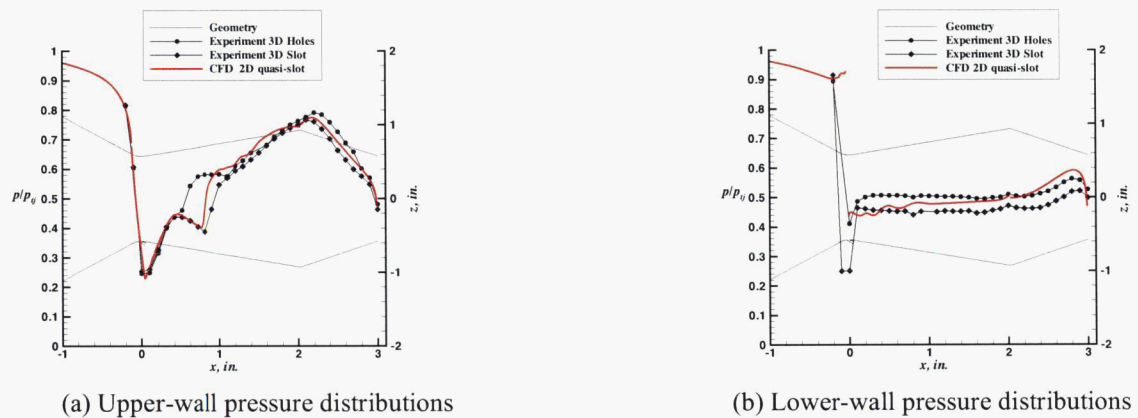 Geometry
Experiment 3D Holes
Experiment 3D Slot
CFD 2D quasi-slot
1
0.9
0.8
0.7
0.6
p/p_tj 0.5
0.4
0.3
0.2
0.1
0
2
1
0
z, in.
-1
-2
-1 0 1 2 3
x, in.
(a) Upper-wall pressure distributions
Geometry
Experiment 3D Holes
Experiment 3D Slot
CFD 2D quasi-slot
1
0.9
0.8
0.7
0.6
p/p_tj 0.5
0.4
0.3
0.2
0.1
0
2
1
0
z, in.
-1
-2
-1 0 1 2 3
x, in.
(b) Lower-wall pressure distributions